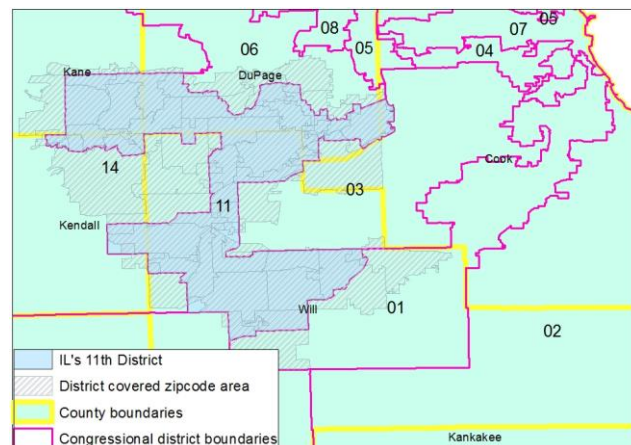 08
05
07
05
06
04
Kane
DuPage
14
Cook
11
03
Kendall
Will
01
02
IL's 11th District
District covered zipcode area
County boundaries
Congressional district boundaries
Kankakee